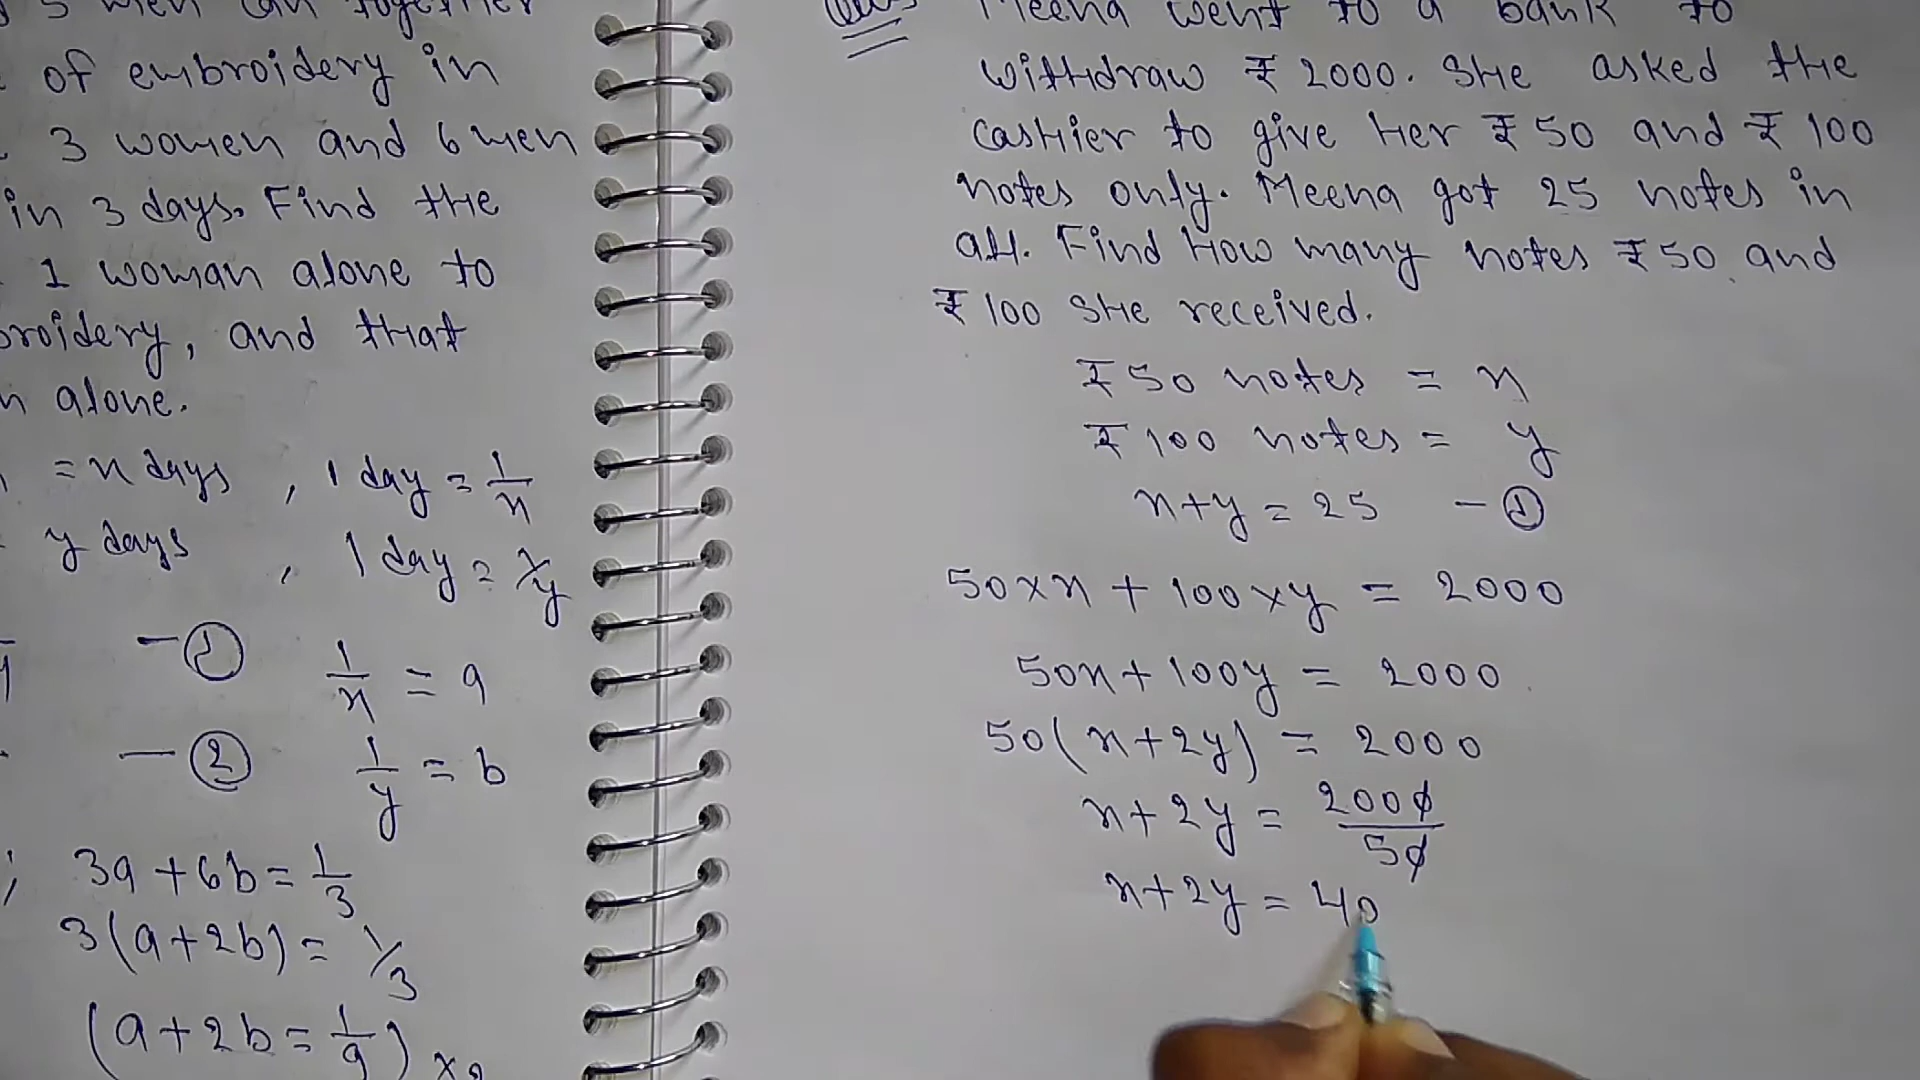 5 men can together
of embroidery in
3 women and 6 men
in 3 days. Find the
1 woman alone to
broidery, and that
n alone.
= x days , 1 day = 1/x
y days , 1 day = 1/y
- ①
1/x = a
- ②
1/y = b
; 3a + 6b = 1/3
3(a + 2b) = 1/3
(a + 2b = 1/9) ×
Meena went to a bank to
withdraw ₹ 2000. She asked the
cashier to give her ₹ 50 and ₹ 100
notes only. Meena got 25 notes in
all. Find how many notes ₹ 50 and
₹ 100 she received.
₹ 50 notes = x
₹ 100 notes = y
x + y = 25 - ①
50 × x + 100 × y = 2000
50x + 100y = 2000
50(x + 2y) = 2000
x + 2y = 2000/50
x + 2y = 40